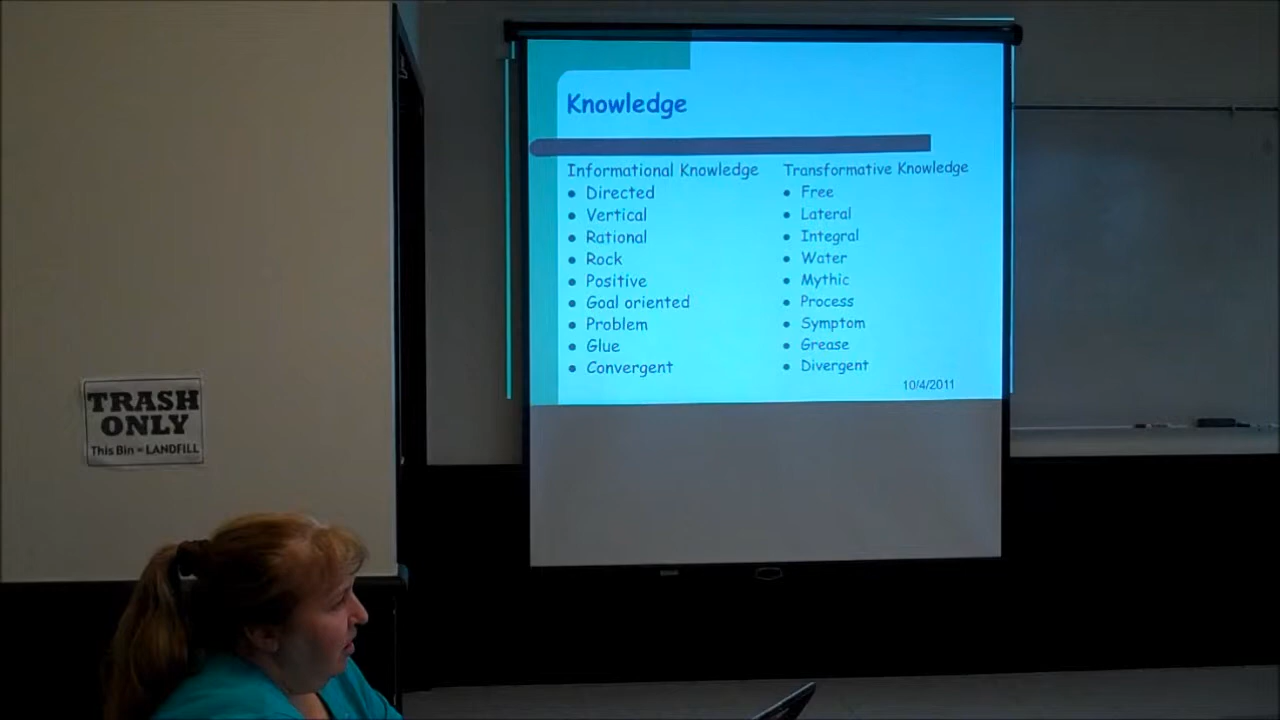 Knowledge
Informational Knowledge
• Directed
• Vertical
• Rational
• Rock
• Positive
• Goal oriented
• Problem
• Glue
• Convergent
Transformative Knowledge
• Free
• Lateral
• Integral
• Water
• Mythic
• Process
• Symptom
• Grease
• Divergent
10/4/2011
TRASH
ONLY
This Bin = LANDFILL